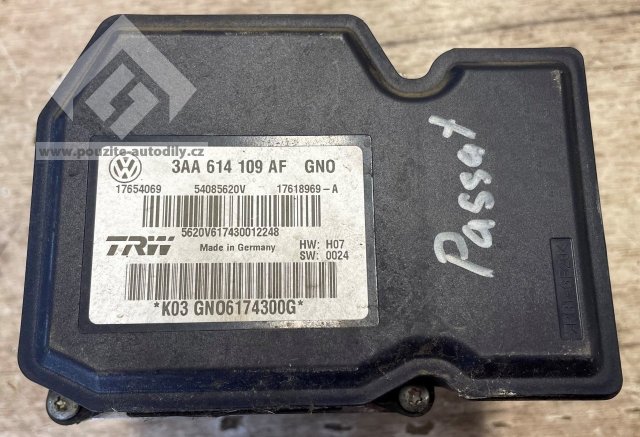 www.pouzite-autodily.cz
3AA 614 109 AF GNO
17654069 54085620V 17618969-A
5620V617430012248
TRW Made in Germany HW: H07
SW: 0024
*K03 GNO6174300G*
Passat